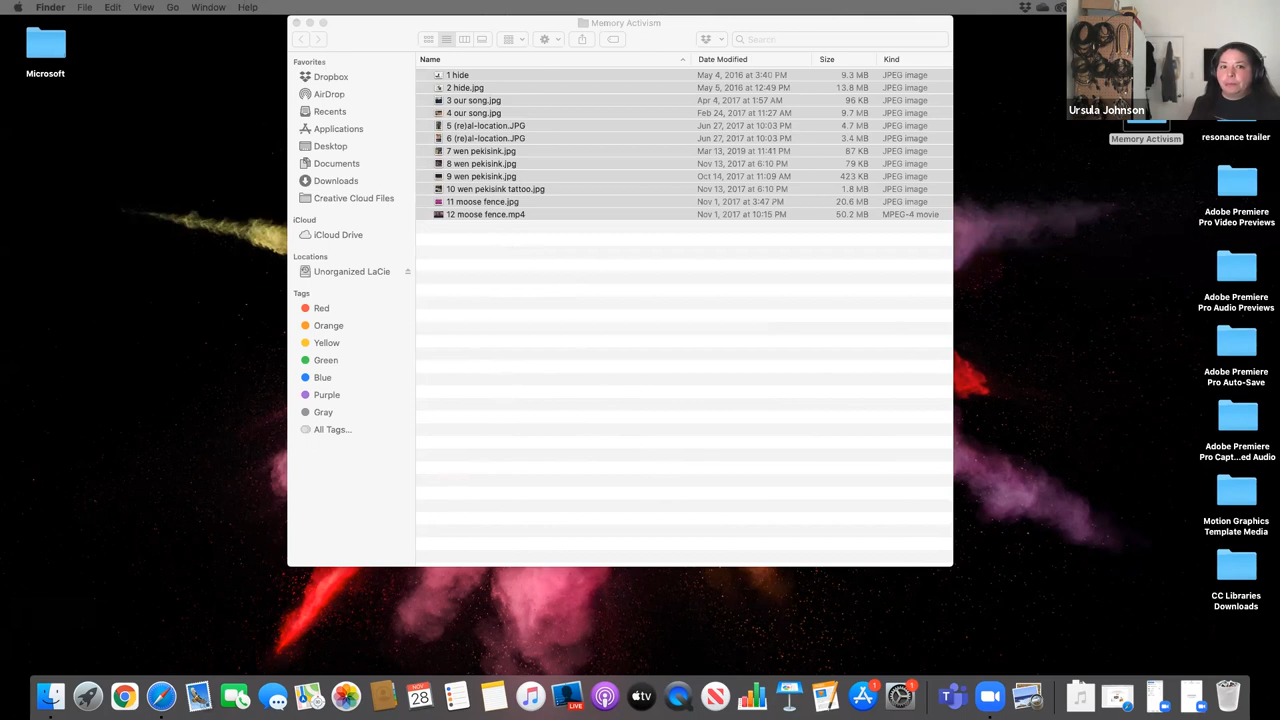 Finder File Edit View Go Window Help
Microsoft
Memory Activism
Search
Name Date Modified Size Kind
1 hide May 4, 2016 at 3:40 PM 9.3 MB JPEG image
2 hide.jpg May 5, 2016 at 12:49 PM 13.8 MB JPEG image
3 our song.jpg Apr 4, 2017 at 1:57 AM 96 KB JPEG image
4 our song.jpg Feb 24, 2017 at 11:27 AM 9.7 MB JPEG image
5 (re)al-location.JPG Jun 27, 2017 at 10:03 PM 4.7 MB JPEG image
6 (re)al-location.JPG Jun 27, 2017 at 10:03 PM 3.4 MB JPEG image
7 wen pekisink.jpg Mar 13, 2019 at 11:41 PM 87 KB JPEG image
8 wen pekisink.jpg Nov 13, 2017 at 6:10 PM 79 KB JPEG image
9 wen pekisink.jpg Oct 14, 2017 at 11:09 AM 423 KB JPEG image
10 wen pekisink tattoo.jpg Nov 13, 2017 at 6:10 PM 1.8 MB JPEG image
11 moose fence.jpg Nov 1, 2017 at 3:47 PM 20.6 MB JPEG image
12 moose fence.mp4 Nov 1, 2017 at 10:15 PM 50.2 MB MPEG-4 movie
Favorites
Dropbox
AirDrop
Recents
Applications
Desktop
Documents
Downloads
Creative Cloud Files
iCloud
iCloud Drive
Locations
Unorganized LaCie
Tags
Red
Orange
Yellow
Green
Blue
Purple
Gray
All Tags...
Ursula Johnson
Memory Activism
resonance trailer
Adobe Premiere
Pro Video Previews
Adobe Premiere
Pro Audio Previews
Adobe Premiere
Pro Auto-Save
Adobe Premiere
Pro Capt...ed Audio
Motion Graphics
Template Media
CC Libraries
Downloads
NOV
28
LIVE
tv
1
1